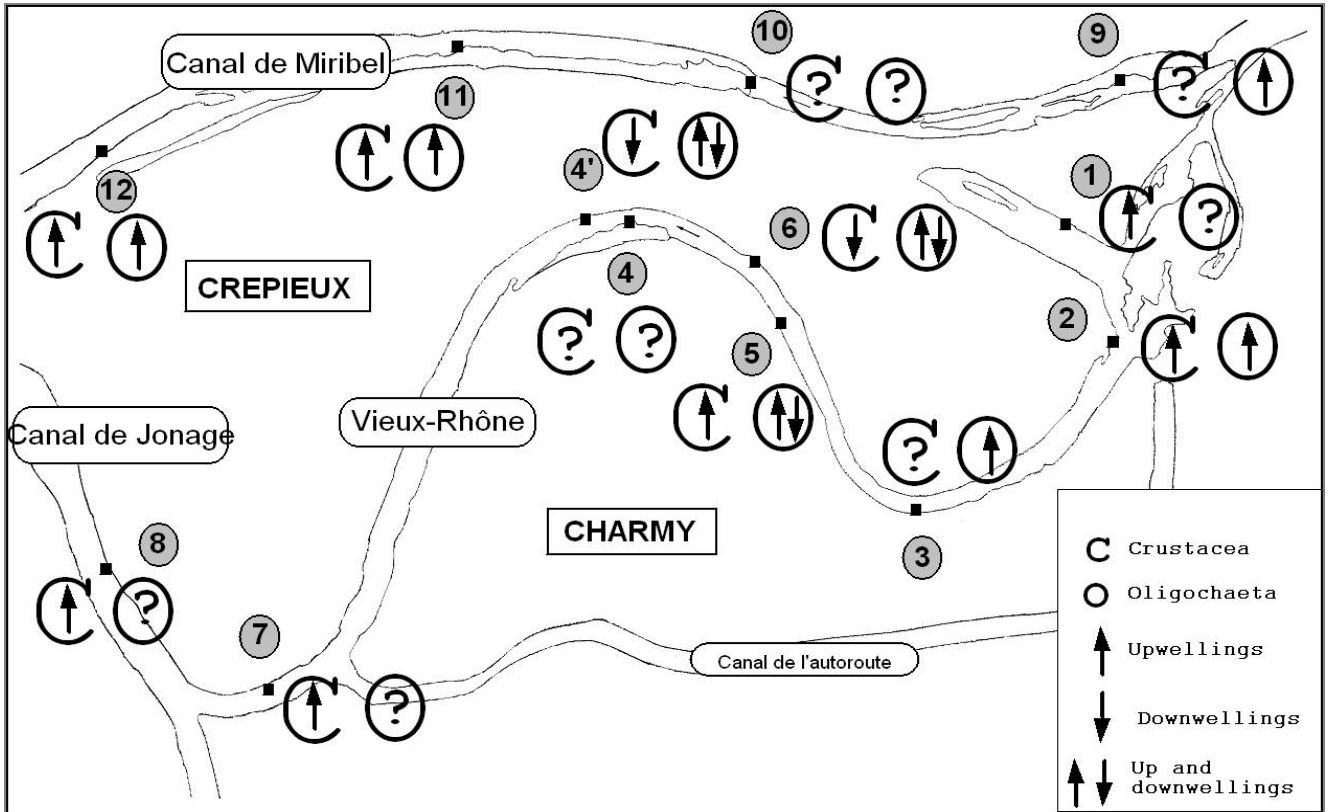 10
9
Canal de Miribel
11
? ?
?
4'
1
12
6
?
CREPIEUX
4
2
? ?
5
Canal de Jonage
Vieux-Rhône
?
CHARMY
3
8
C Crustacea
?
O Oligochaeta
7
Upwellings
Canal de l'autoroute
?
Downwellings
Up and
downwellings